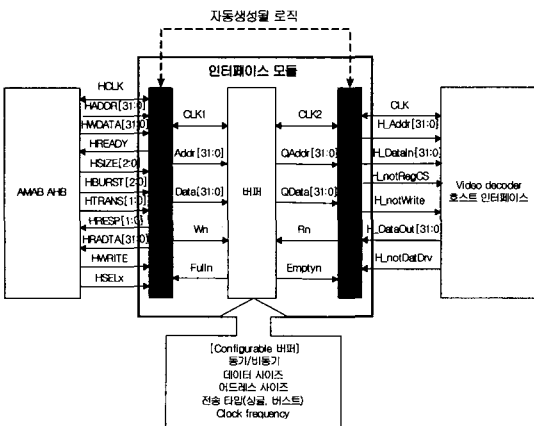 자동생성될 로직
인터페이스 모듈
AMAB AHB
HCLK
HADDR[31:0]
HWDATA[31:0]
HREADY
HSIZE[2:0]
HBURST[2:0]
HTRANS[1:0]
HRESP[1:0]
HRADTA[31:0]
HWRITE
HSELx
CLK1
Addr[31:0]
Data[31:0]
Wn
Fulln
버퍼
CLK2
QAddr[31:0]
QData[31:0]
Rn
Emptyn
CLK
H_Addr[31:0]
H_DataIn[31:0]
H_notRegCS
H_notWrite
H_DataOut[31:0]
H_notDatDrv
Video decoder
호스트 인터페이스
[Configurable 버퍼]
동기/비동기
데이터 사이즈
어드레스 사이즈
전송 타입(싱글, 버스트)
Clock frequency